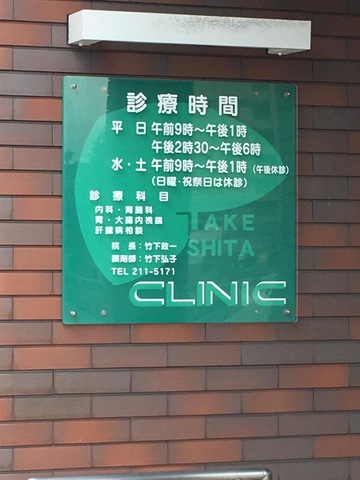 診療時間
平日 午前9時～午後1時
午後2時30～午後6時
水・土 午前9時～午後1時 (午後休診)
(日曜・祝祭日は休診)
診療科目
内科・胃腸科
胃・大腸内視鏡
肝臓病相談
TAKE
SHITA
院長：竹下政一
薬剤師：竹下弘子
TEL 211-5171
CLINIC